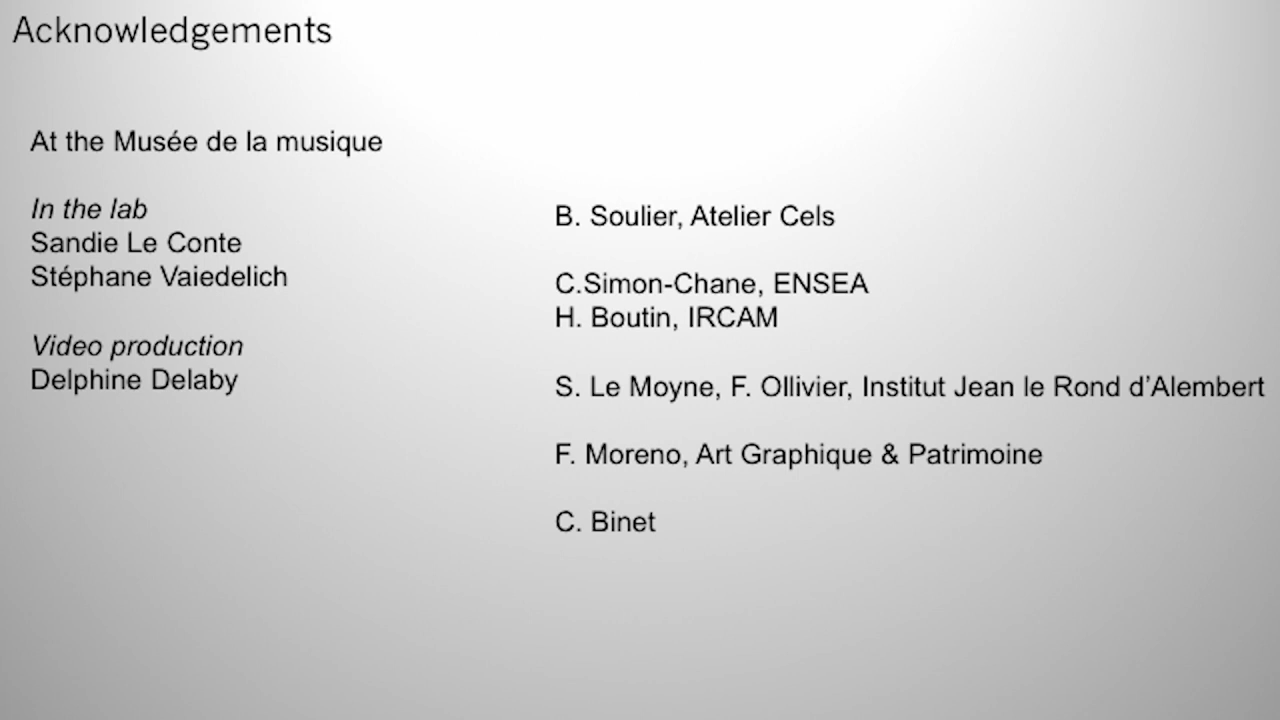 Acknowledgements
At the Musée de la musique
In the lab
Sandie Le Conte
Stéphane Vaiedelich
Video production
Delphine Delaby
B. Soulier, Atelier Cels
C.Simon-Chane, ENSEA
H. Boutin, IRCAM
S. Le Moyne, F. Ollivier, Institut Jean le Rond d’Alembert
F. Moreno, Art Graphique & Patrimoine
C. Binet